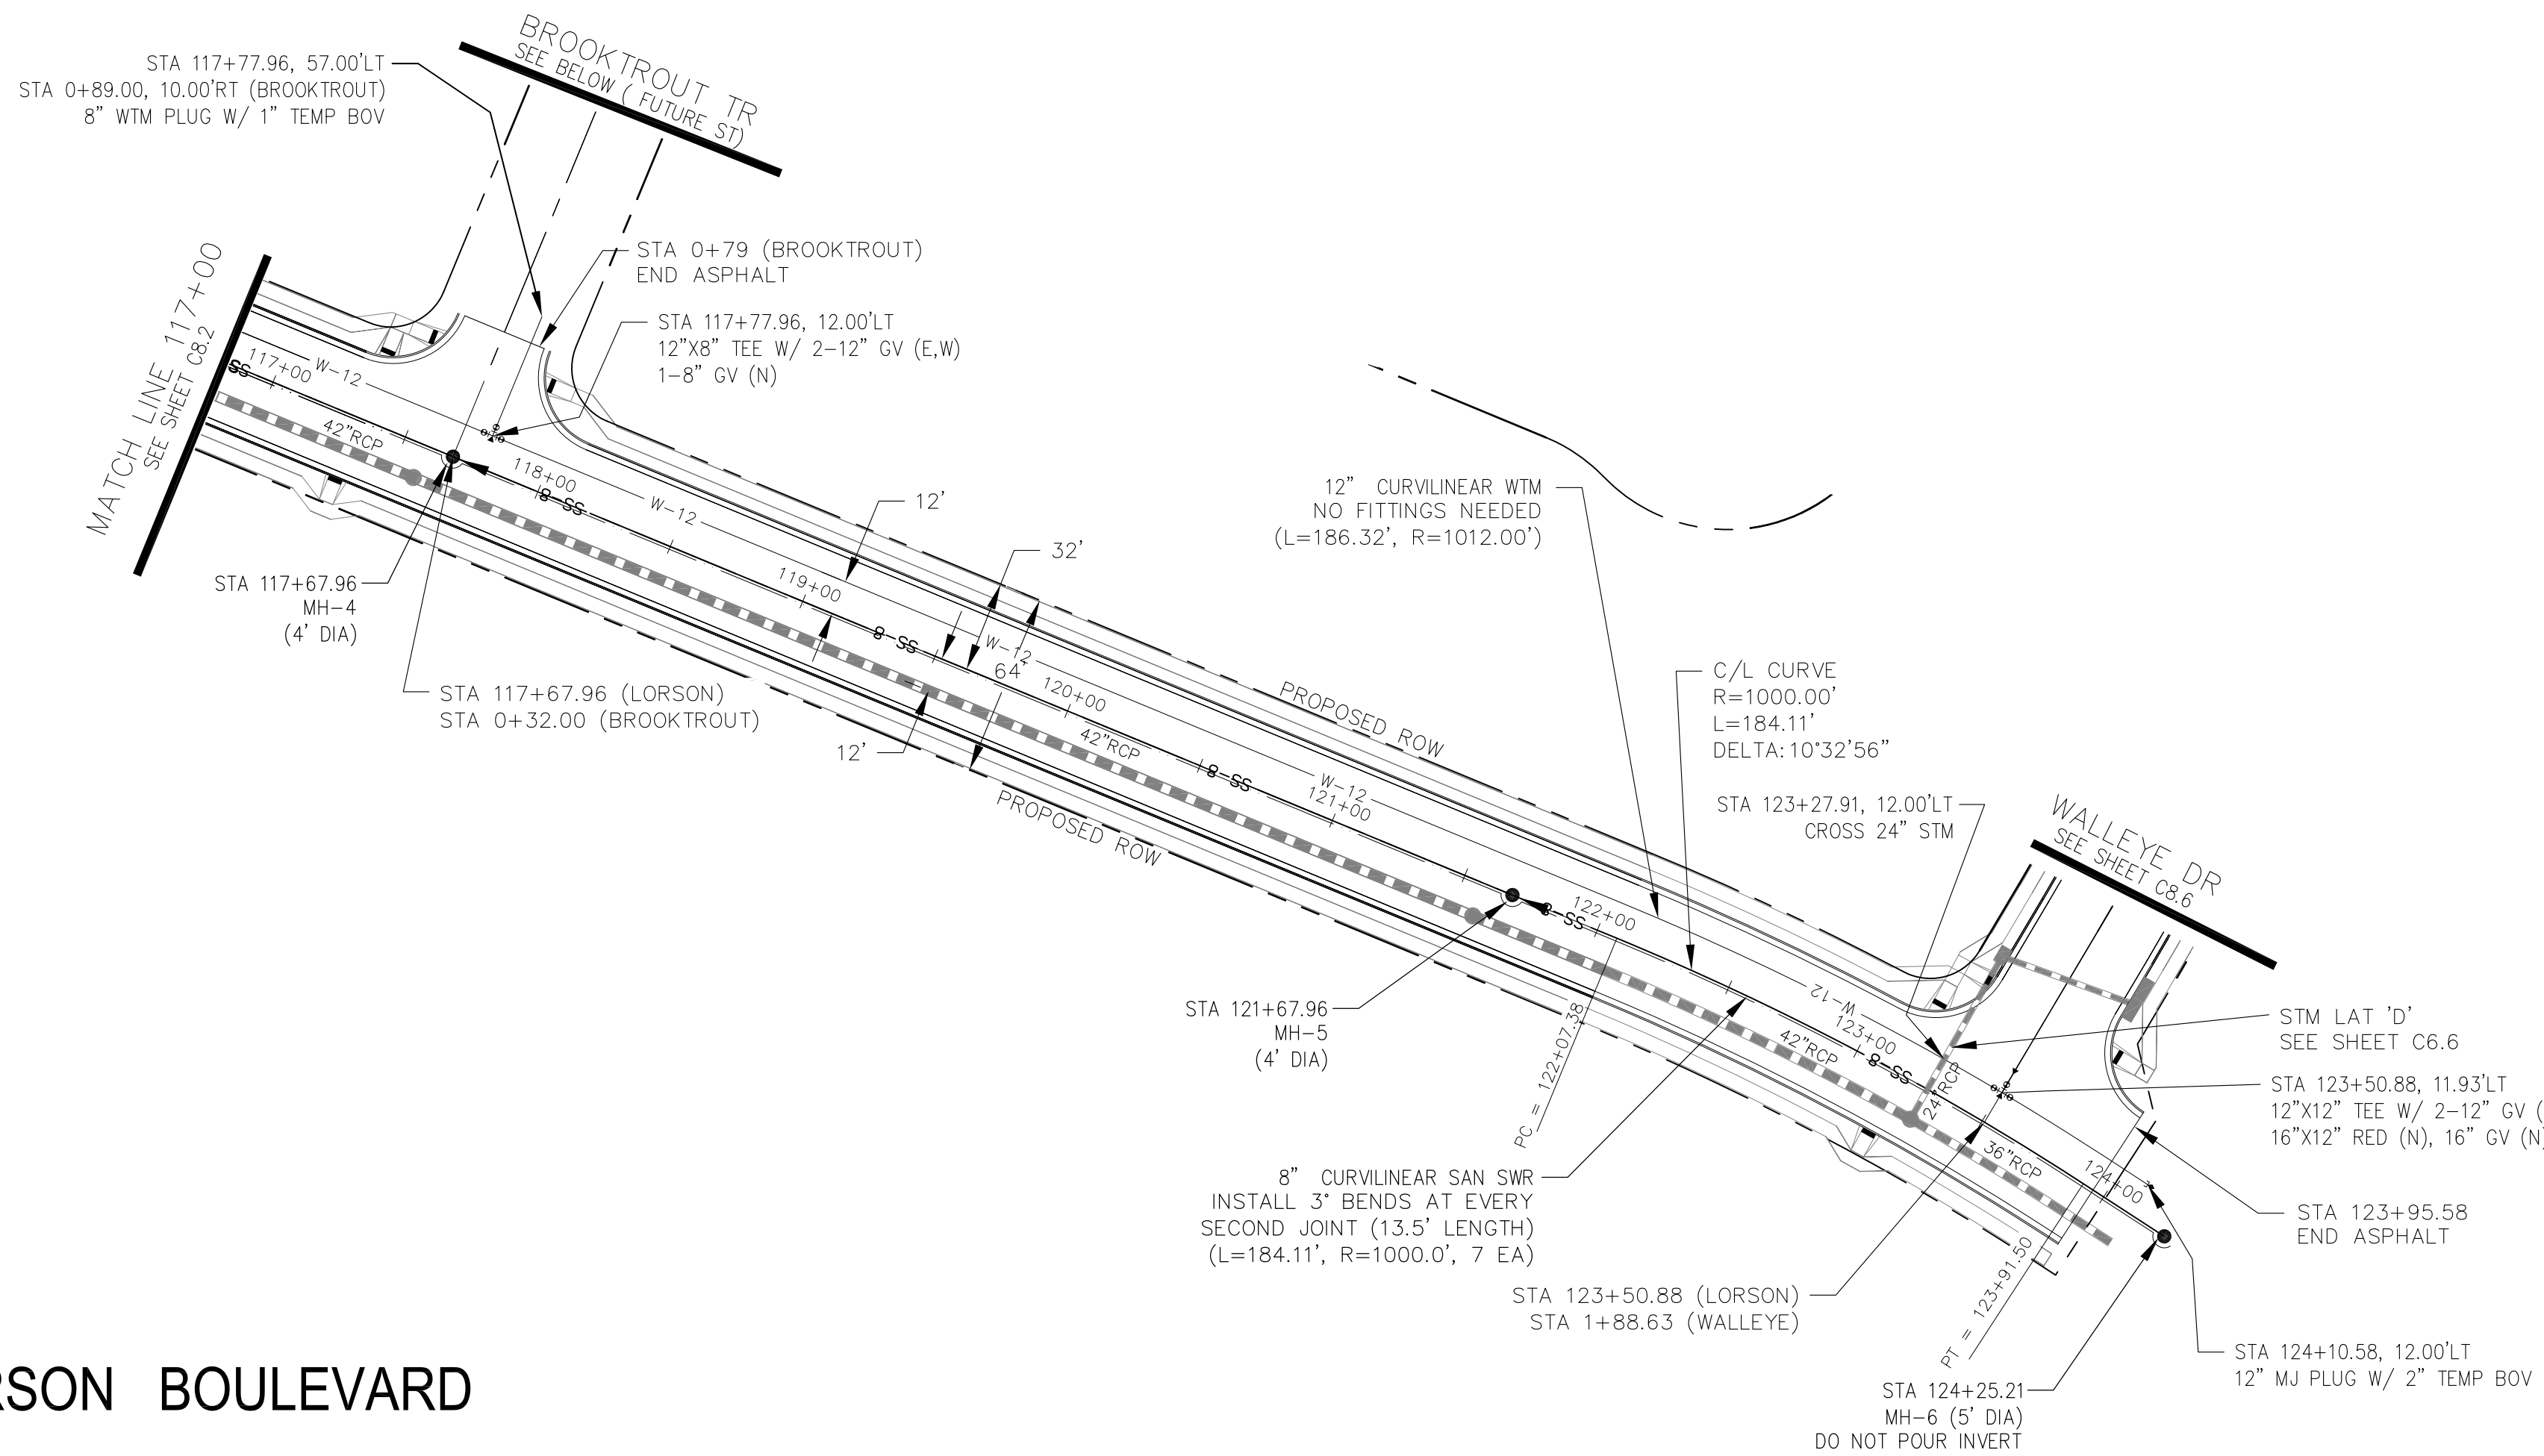 BROOKTROUT TR
SEE BELOW ( FUTURE ST)
STA 117+77.96, 57.00'LT
STA 0+89.00, 10.00'RT (BROOKTROUT)
8" WTM PLUG W/ 1" TEMP BOV
STA 0+79 (BROOKTROUT)
END ASPHALT
STA 117+77.96, 12.00'LT
12"X8" TEE W/ 2-12" GV (E,W)
1-8" GV (N)
MATCH LINE 117+00
SEE SHEET C8.2
SS
117+00
W-12
42"RCP
118+00
8-SS
W-12
12'
32'
119+00
8-SS
W-12
64'
120+00
12'
42"RCP
STA 117+67.96
MH-4
(4' DIA)
STA 117+67.96 (LORSON)
STA 0+32.00 (BROOKTROUT)
PROPOSED ROW
PROPOSED ROW
12" CURVILINEAR WTM
NO FITTINGS NEEDED
(L=186.32', R=1012.00')
C/L CURVE
R=1000.00'
L=184.11'
DELTA:10°32'56"
8-SS
121+00
W-12
STA 123+27.91, 12.00'LT
CROSS 24" STM
WALLEYE DR
SEE SHEET C8.6
8-SS
122+00
W-12
123+00
42"RCP
8-SS
24"RCP
36"RCP
124+00
STA 121+67.96
MH-5
(4' DIA)
PC = 122+07.38
STM LAT 'D'
SEE SHEET C6.6
STA 123+50.88, 11.93'LT
12"X12" TEE W/ 2-12" GV (
16"X12" RED (N), 16" GV (N)
8" CURVILINEAR SAN SWR
INSTALL 3° BENDS AT EVERY
SECOND JOINT (13.5' LENGTH)
(L=184.11', R=1000.0', 7 EA)
STA 123+95.58
END ASPHALT
STA 123+50.88 (LORSON)
STA 1+88.63 (WALLEYE)
PT = 123+91.50
STA 124+10.58, 12.00'LT
12" MJ PLUG W/ 2" TEMP BOV
STA 124+25.21
MH-6 (5' DIA)
DO NOT POUR INVERT
RSON BOULEVARD